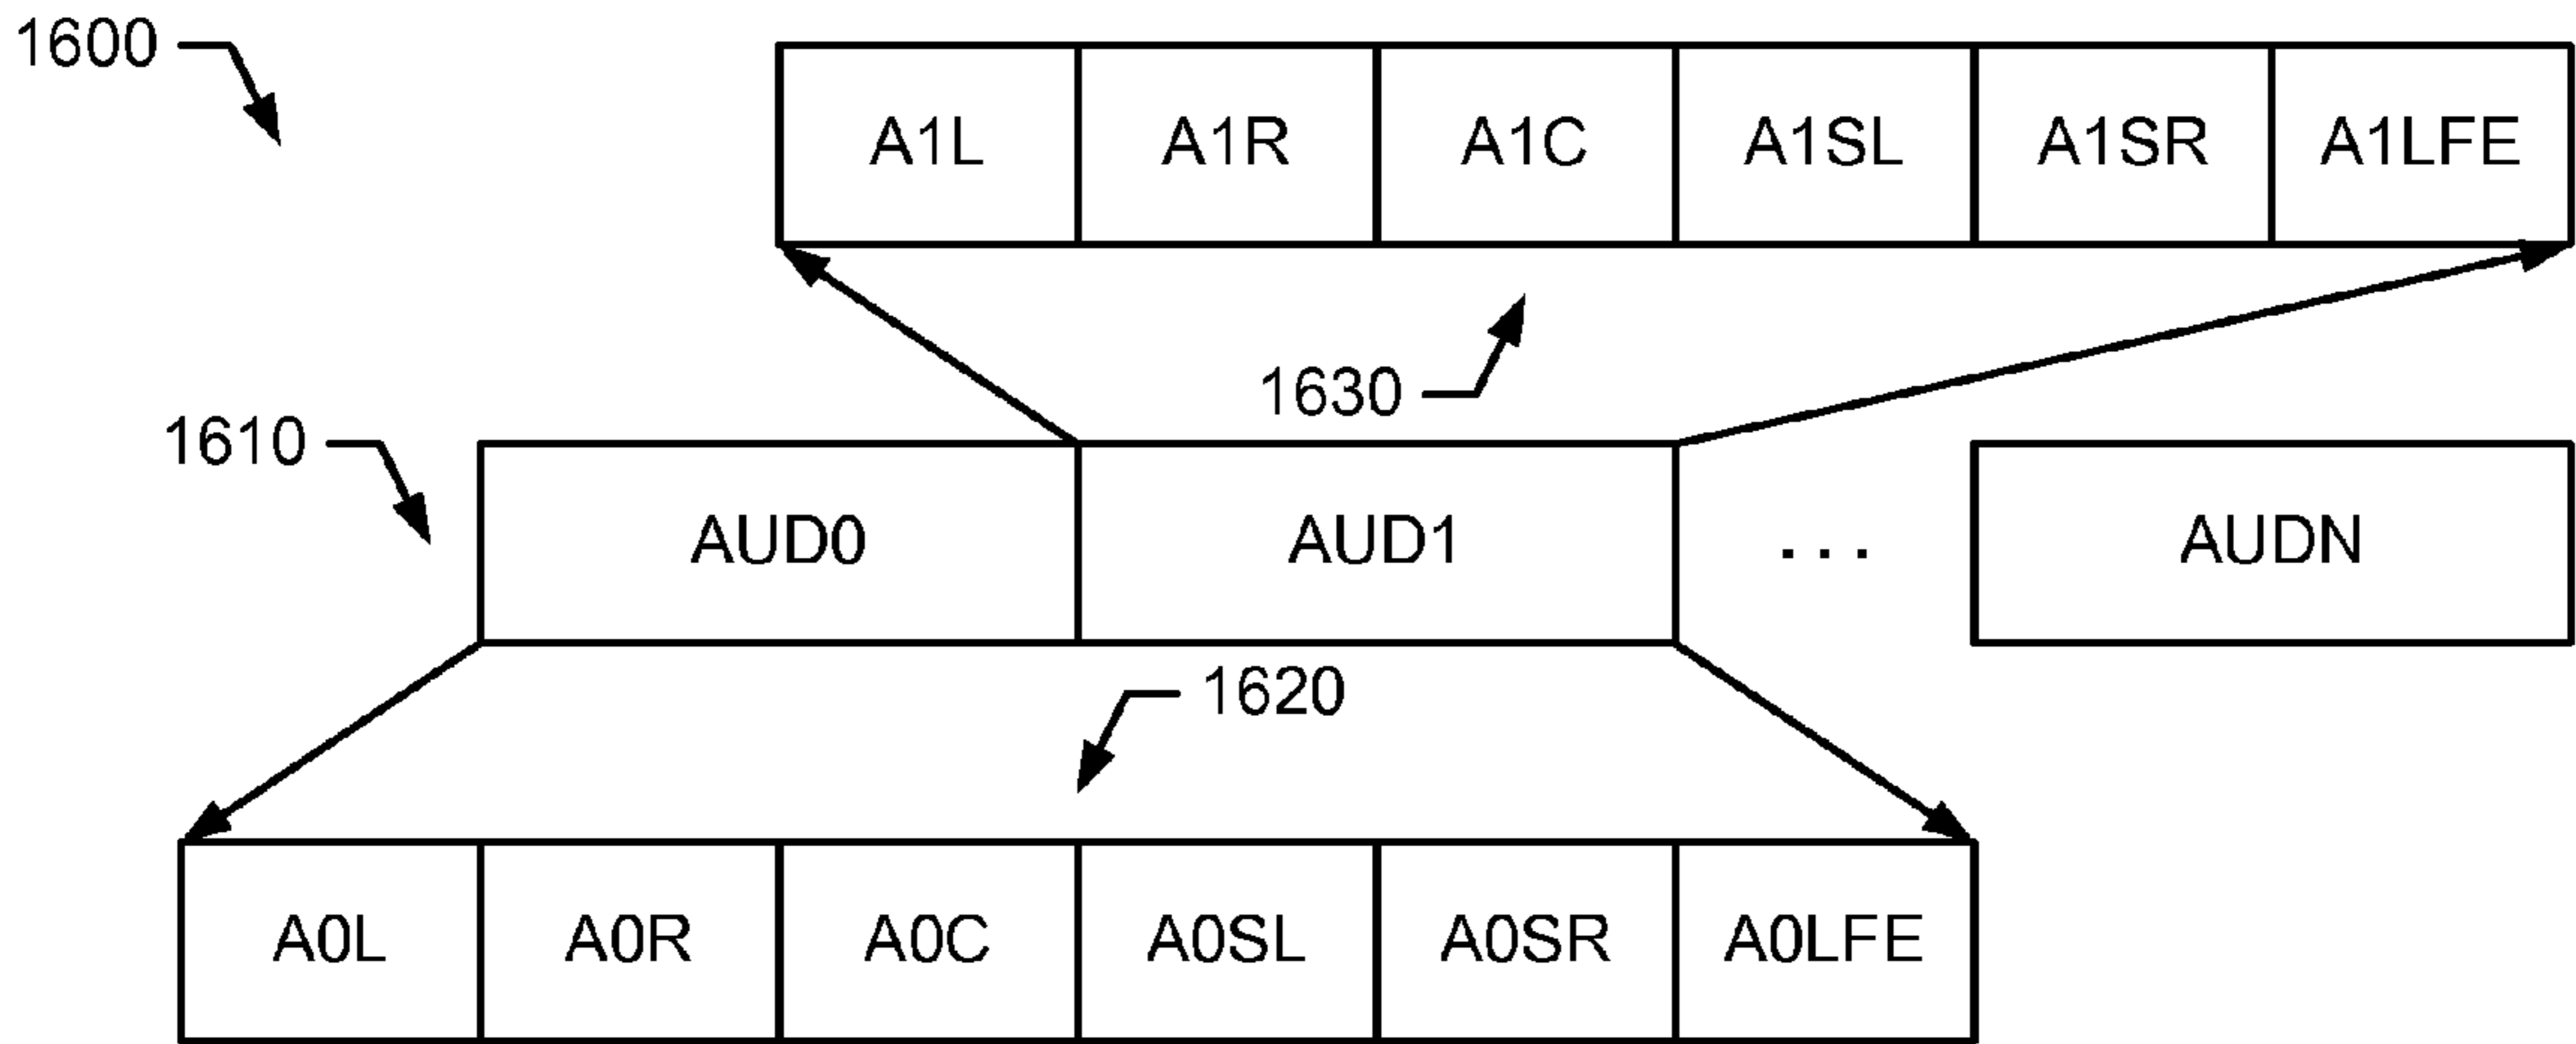 1600
A1L A1R A1C A1SL A1SR A1LFE
1630
1610
AUD0 AUD1 ... AUDN
1620
A0L A0R A0C A0SL A0SR A0LFE